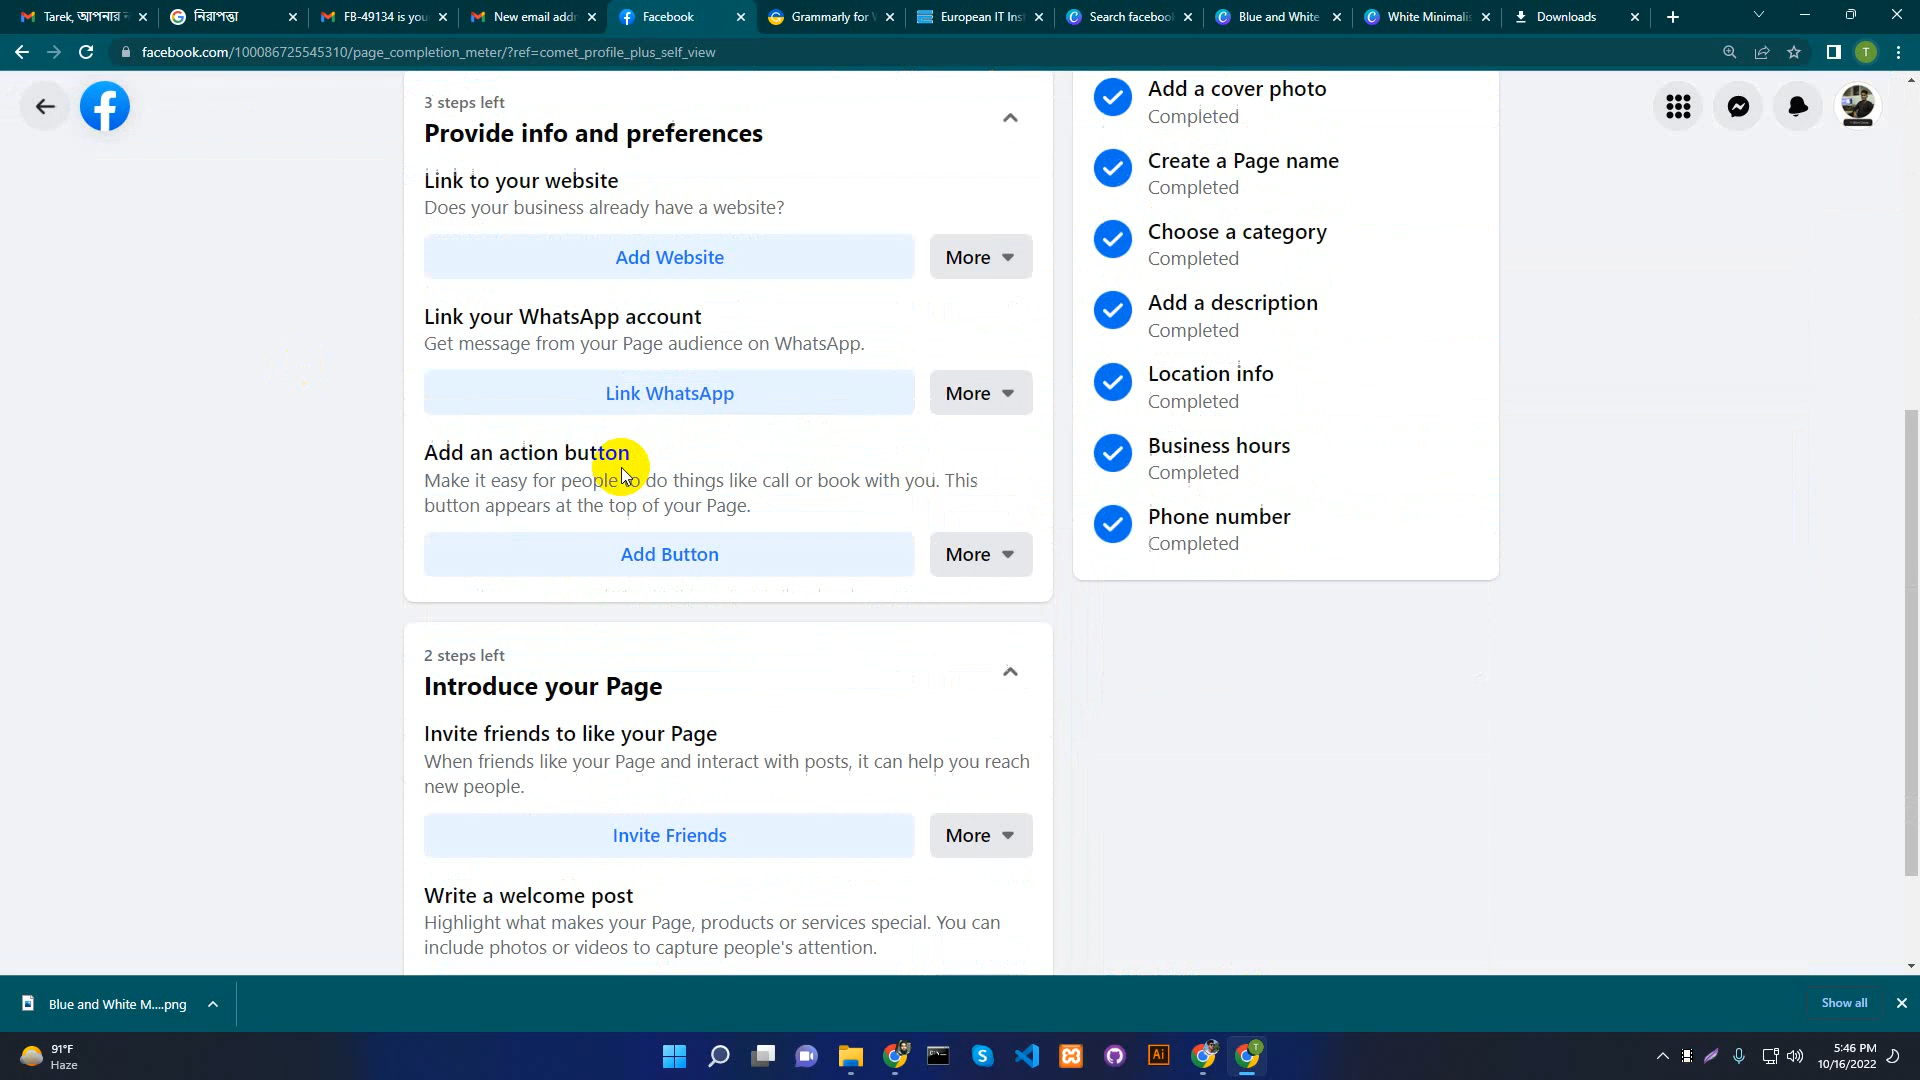 Tarek, আপনার
নিরাপত্তা
FB-49134 is you
New email addr
Facebook
Grammarly for
European IT Ins
Search faceboo
Blue and White
White Minimalis
Downloads
facebook.com/100086725545310/page_completion_meter/?ref=comet_profile_plus_self_view
T
3 steps left
Provide info and preferences
Link to your website
Does your business already have a website?
Add Website
More
Link your WhatsApp account
Get message from your Page audience on WhatsApp.
Link WhatsApp
More
Add an action button
Make it easy for people to do things like call or book with you. This
button appears at the top of your Page.
Add Button
More
2 steps left
Introduce your Page
Invite friends to like your Page
When friends like your Page and interact with posts, it can help you reach
new people.
Invite Friends
More
Write a welcome post
Highlight what makes your Page, products or services special. You can
include photos or videos to capture people's attention.
Add a cover photo
Completed
Create a Page name
Completed
Choose a category
Completed
Add a description
Completed
Location info
Completed
Business hours
Completed
Phone number
Completed
Blue and White M....png
Show all
91°F
Haze
Ai
5:46 PM
10/16/2022